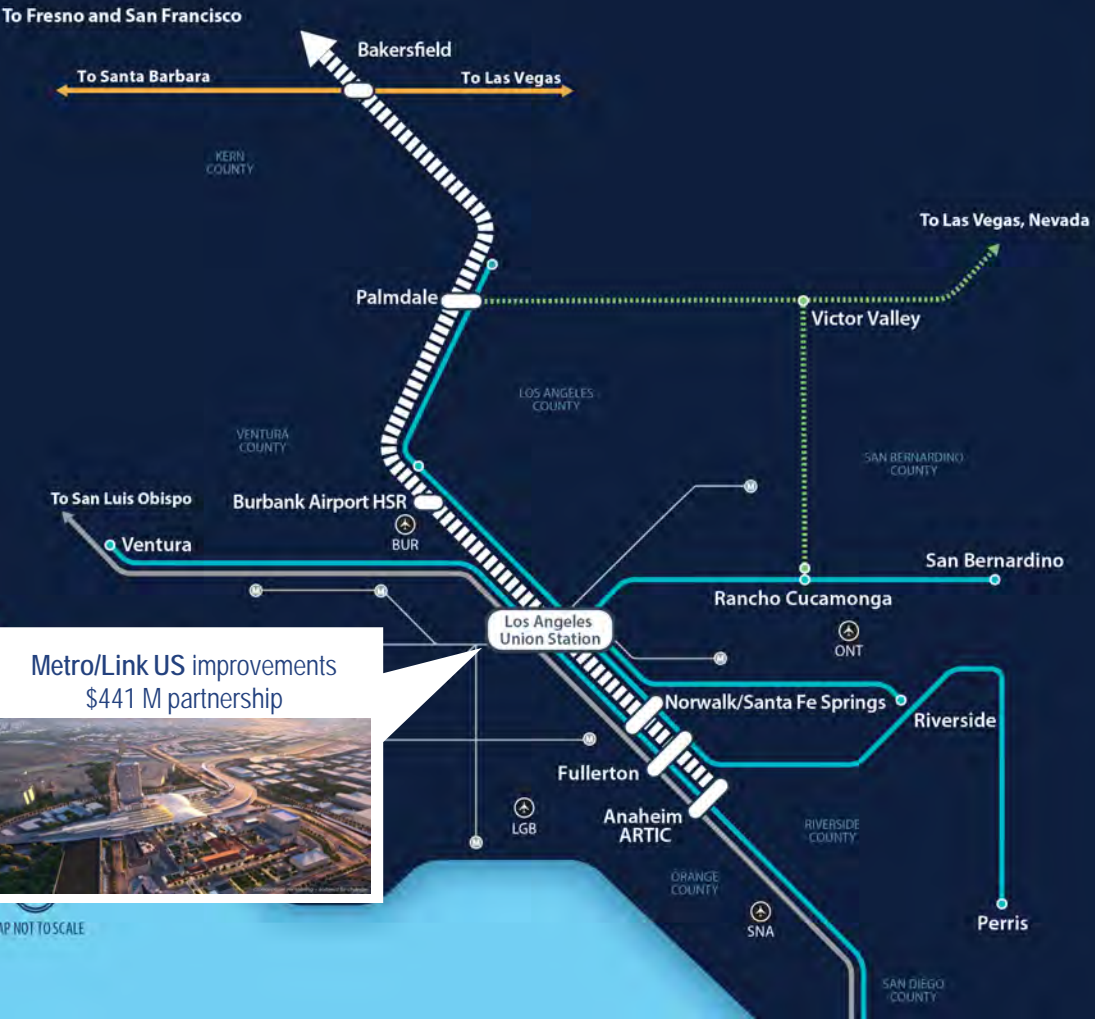 To Fresno and San Francisco
Bakersfield
To Santa Barbara
To Las Vegas
KERN
COUNTY
To Las Vegas, Nevada
Palmdale
Victor Valley
LOS ANGELES
COUNTY
VENTURA
COUNTY
SAN BERNARDINO
COUNTY
To San Luis Obispo
Burbank Airport HSR
M
BUR
Ventura
San Bernardino
M
M
Rancho Cucamonga
Los Angeles
Union Station
ONT
M
Metro/Link US improvements
$441 M partnership
Norwalk/Santa Fe Springs
Riverside
M
Fullerton
LGB
Anaheim
ARTIC
RIVERSIDE
COUNTY
M
ORANGE
COUNTY
SNA
Perris
AP NOT TO SCALE
SAN DIEGO
COUNTY